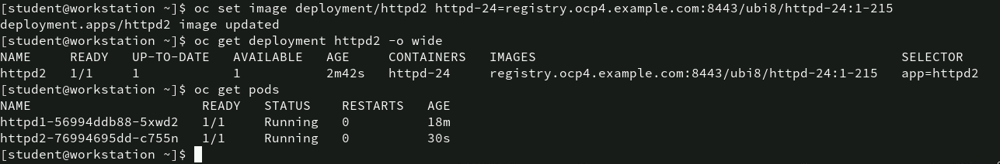 [student@workstation ~]$ oc set image deployment/httpd2 httpd-24=registry.ocp4.example.com:8443/ubi8/httpd-24:1-215
deployment.apps/httpd2 image updated
[student@workstation ~]$ oc get deployment httpd2 -o wide
NAME     READY   UP-TO-DATE   AVAILABLE   AGE     CONTAINERS   IMAGES                                               SELECTOR
httpd2   1/1     1            1           2m42s   httpd-24     registry.ocp4.example.com:8443/ubi8/httpd-24:1-215   app=httpd2
[student@workstation ~]$ oc get pods
NAME                      READY   STATUS    RESTARTS   AGE
httpd1-56994ddb88-5xwd2   1/1     Running   0          18m
httpd2-76994695dd-c755n   1/1     Running   0          30s
[student@workstation ~]$